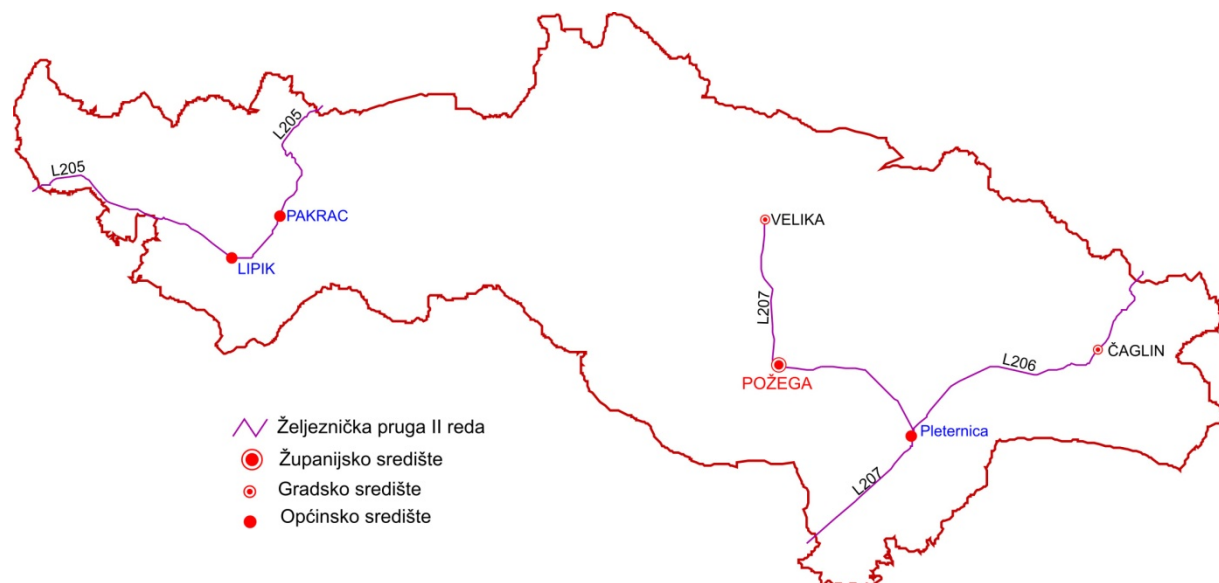 L205
L205
PAKRAC
LIPIK
VELIKA
L207
POŽEGA
L206
ČAGLIN
Pleternica
L207
Željeznička pruga II reda
Županijsko središte
Gradsko središte
Općinsko središte